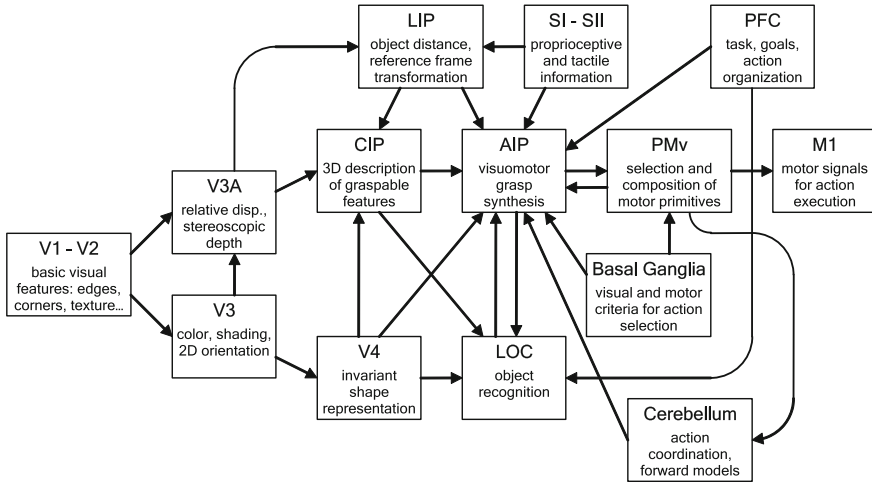 LIP
object distance,
reference frame
transformation
SI - SII
proprioceptive
and tactile
information
PFC
task, goals,
action
organization
CIP
3D description
of graspable
features
AIP
visuomotor
grasp
synthesis
PMv
selection and
composition of
motor primitives
M1
motor signals
for action
execution
V3A
relative disp.,
stereoscopic
depth
V1 - V2
basic visual
features: edges,
corners, texture...
V3
color, shading,
2D orientation
Basal Ganglia
visual and motor
criteria for action
selection
V4
invariant
shape
representation
LOC
object
recognition
Cerebellum
action
coordination,
forward models